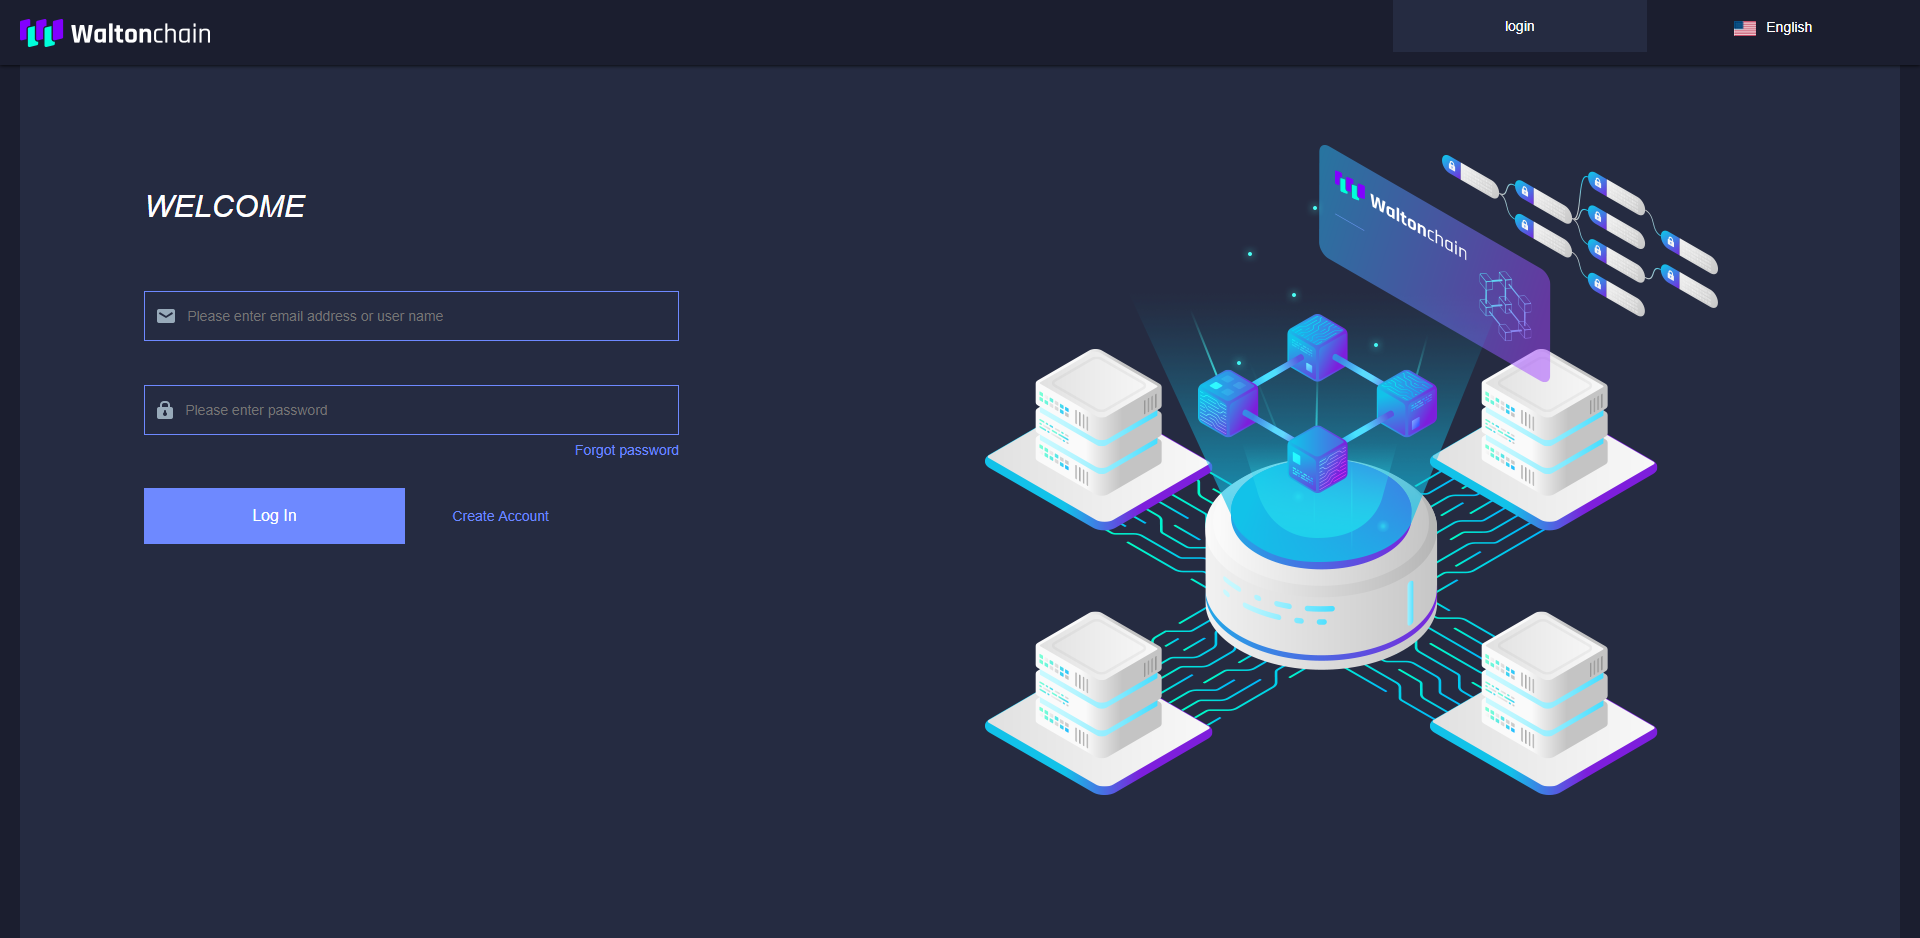 Waltonchain
login
English
WELCOME
Please enter email address or user name
Please enter password
Forgot password
Log In
Create Account
Waltonchain